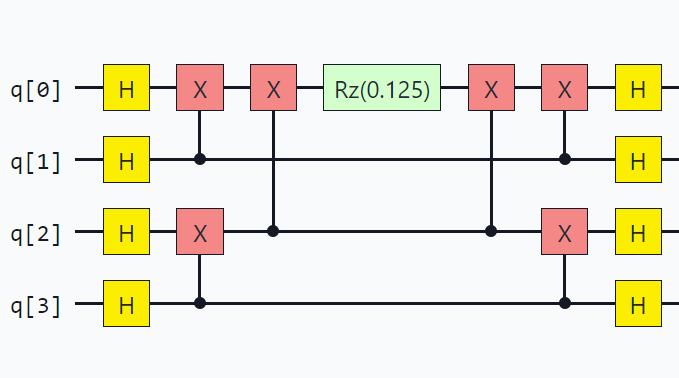 q[0] H X X Rz(0.125) X X H
q[1] H H
q[2] H X X H
q[3] H H